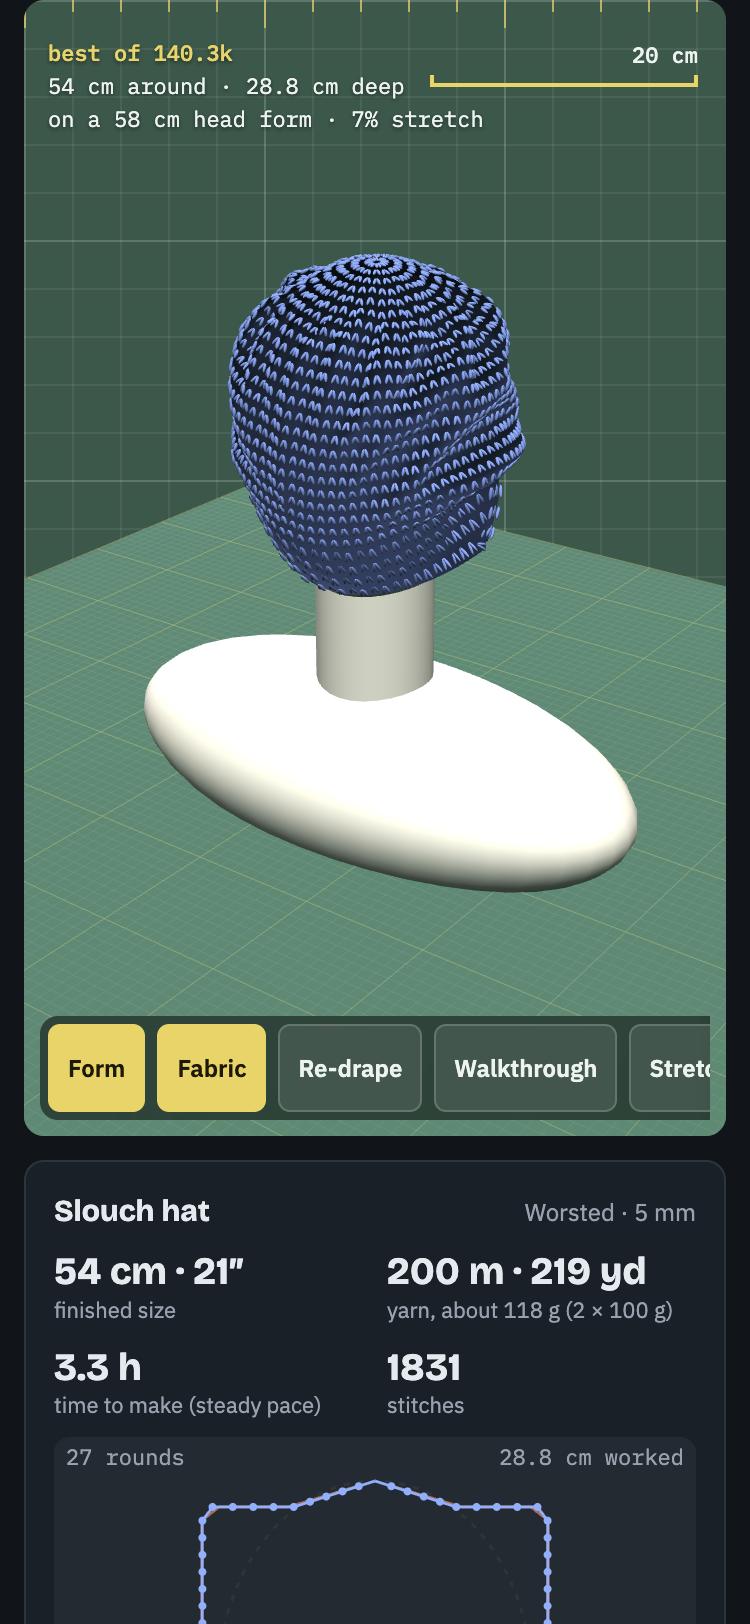 best of 140.3k
20 cm
54 cm around · 28.8 cm deep
on a 58 cm head form · 7% stretch
Form
Fabric
Re-drape
Walkthrough
Slouch hat
Worsted · 5 mm
54 cm · 21″
200 m · 219 yd
finished size
yarn, about 118 g (2 × 100 g)
3.3 h
1831
time to make (steady pace)
stitches
27 rounds
28.8 cm worked